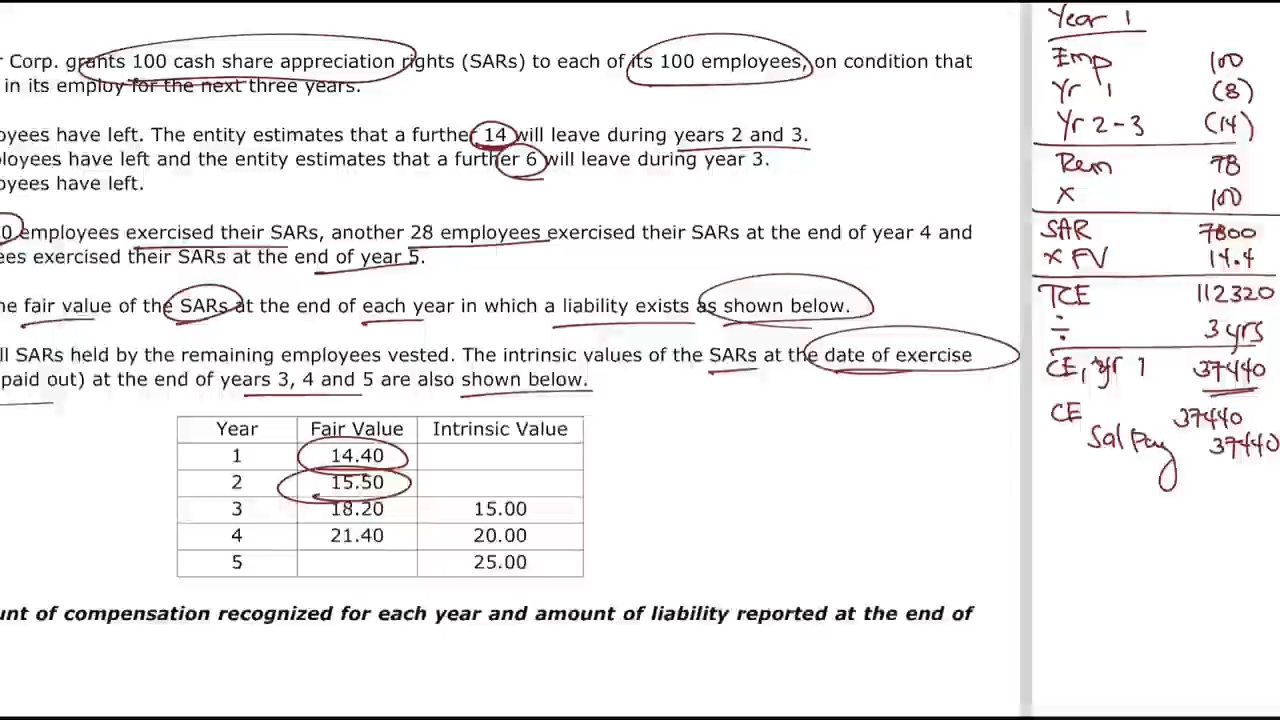 r Corp. grants 100 cash share appreciation rights (SARs) to each of its 100 employees, on condition that
in its employ for the next three years.
oyees have left. The entity estimates that a further 14 will leave during years 2 and 3.
ployees have left and the entity estimates that a further 6 will leave during year 3.
oyees have left.
0 employees exercised their SARs, another 28 employees exercised their SARs at the end of year 4 and
ees exercised their SARs at the end of year 5.
he fair value of the SARs at the end of each year in which a liability exists as shown below.
ll SARs held by the remaining employees vested. The intrinsic values of the SARs at the date of exercise
paid out) at the end of years 3, 4 and 5 are also shown below.
Year Fair Value Intrinsic Value
1 14.40
2 15.50
3 18.20 15.00
4 21.40 20.00
5 25.00
unt of compensation recognized for each year and amount of liability reported at the end of
Year 1
Emp 100
Yr 1 (8)
Yr 2-3 (14)
Rem 78
x 100
SAR 7800
x FV 14.4
TCE 112320
÷ 3 yrs
CE, Yr 1 37440
CE 37440
Sal Pay 37440